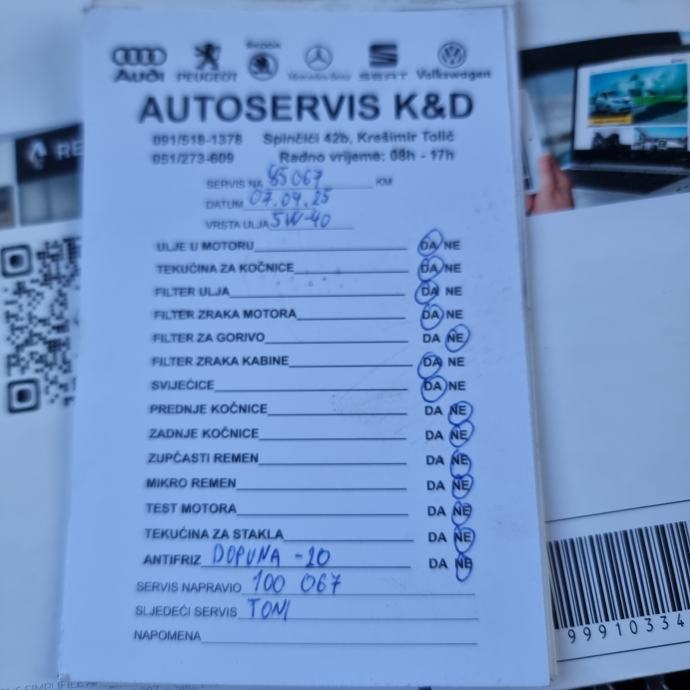 Audi PEUGEOT SEAT Volkswagen
AUTOSERVIS K&D
091/518-1378 Spinčići 42b, Krešimir Tolić
051/273-609 Radno vrijeme: 08h - 17h
SERVIS NA 85067 KM
DATUM 07.04.25
VRSTA ULJA 5W-40
ULJE U MOTORU DA NE
TEKUĆINA ZA KOČNICE DA NE
FILTER ULJA DA NE
FILTER ZRAKA MOTORA DA NE
FILTER ZA GORIVO DA NE
FILTER ZRAKA KABINE DA NE
SVIJEĆICE DA NE
PREDNJE KOČNICE DA NE
ZADNJE KOČNICE DA NE
ZUPČASTI REMEN DA NE
MIKRO REMEN DA NE
TEST MOTORA DA NE
TEKUĆINA ZA STAKLA DA NE
ANTIFRIZ DOPUNA -20 DA NE
SERVIS NAPRAVIO 100 067
SLJEDEĆI SERVIS TONI
NAPOMENA
RE
99910334